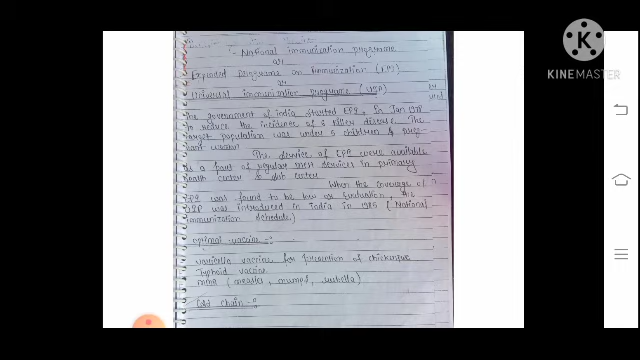 National immunization programme
or
Expanded programme on immunization (EPI)
or
Universal immunization programme (UIP)
The government of india started EPI, In Jan 1978
to reduce the incidence of 6 killer disease. The
target population was under 5 children & preg-
nant women
The service of EPI were available
as a part of regular most services in primary
health center & sub center
When the coverage of
EPI was found to be low on evaluation, the
UIP was introduced in India in 1985 (National
immunization schedule)
optimal vaccine :-
varicella vaccine for prevention of chickenpox
Typhoid vaccine
MMR (measles, mumps, rubella)
Cold chain :-
KINEMASTER